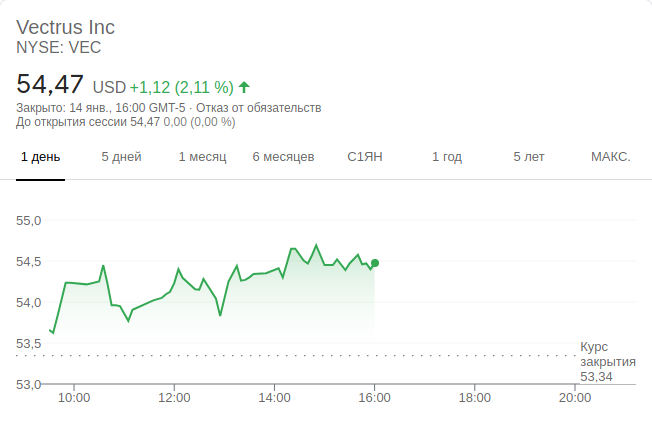 Vectrus Inc
NYSE: VEC
54,47 USD +1,12 (2,11 %)
Закрыто: 14 янв., 16:00 GMT-5 · Отказ от обязательств
До открытия сессии 54,47 0,00 (0,00 %)
1 день 5 дней 1 месяц 6 месяцев С1ЯН 1 год 5 лет МАКС.
55,0
54,5
54,0
53,5
Курс
закрытия
53,34
53,0
10:00 12:00 14:00 16:00 18:00 20:00